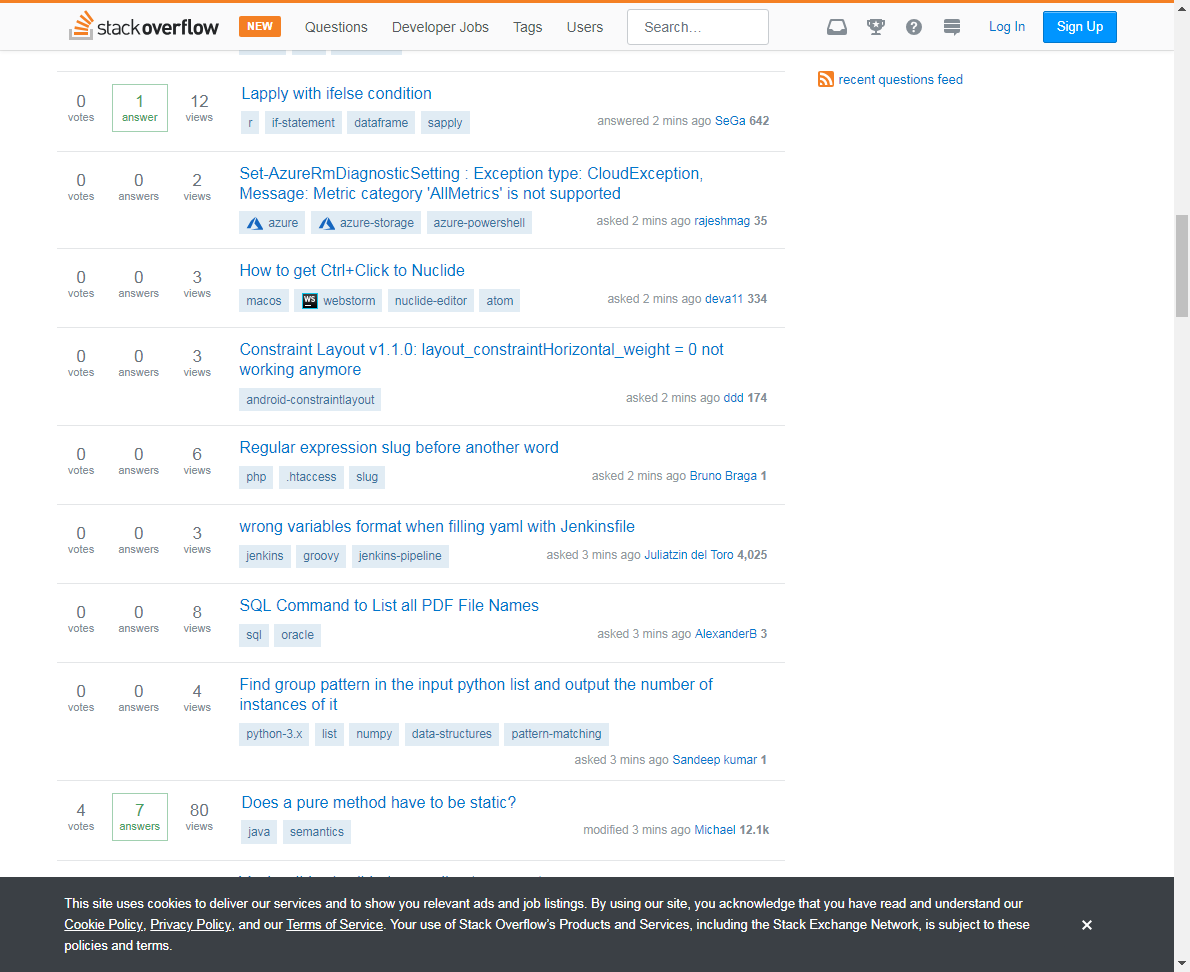 stackoverflow NEW Questions Developer Jobs Tags Users Search... Log In Sign Up
recent questions feed
0 votes 1 answer 12 views
Lapply with ifelse condition
r if-statement dataframe sapply
answered 2 mins ago SeGa 642
0 votes 0 answers 2 views
Set-AzureRmDiagnosticSetting : Exception type: CloudException,
Message: Metric category 'AllMetrics' is not supported
azure azure-storage azure-powershell
asked 2 mins ago rajeshmag 35
0 votes 0 answers 3 views
How to get Ctrl+Click to Nuclide
macos WS webstorm nuclide-editor atom
asked 2 mins ago deva11 334
0 votes 0 answers 3 views
Constraint Layout v1.1.0: layout_constraintHorizontal_weight = 0 not
working anymore
android-constraintlayout
asked 2 mins ago ddd 174
0 votes 0 answers 6 views
Regular expression slug before another word
php .htaccess slug
asked 2 mins ago Bruno Braga 1
0 votes 0 answers 3 views
wrong variables format when filling yaml with Jenkinsfile
jenkins groovy jenkins-pipeline
asked 3 mins ago Juliatzin del Toro 4,025
0 votes 0 answers 8 views
SQL Command to List all PDF File Names
sql oracle
asked 3 mins ago AlexanderB 3
0 votes 0 answers 4 views
Find group pattern in the input python list and output the number of
instances of it
python-3.x list numpy data-structures pattern-matching
asked 3 mins ago Sandeep kumar 1
4 votes 7 answers 80 views
Does a pure method have to be static?
java semantics
modified 3 mins ago Michael 12.1k
This site uses cookies to deliver our services and to show you relevant ads and job listings. By using our site, you acknowledge that you have read and understand our
Cookie Policy, Privacy Policy, and our Terms of Service. Your use of Stack Overflow's Products and Services, including the Stack Exchange Network, is subject to these
policies and terms.